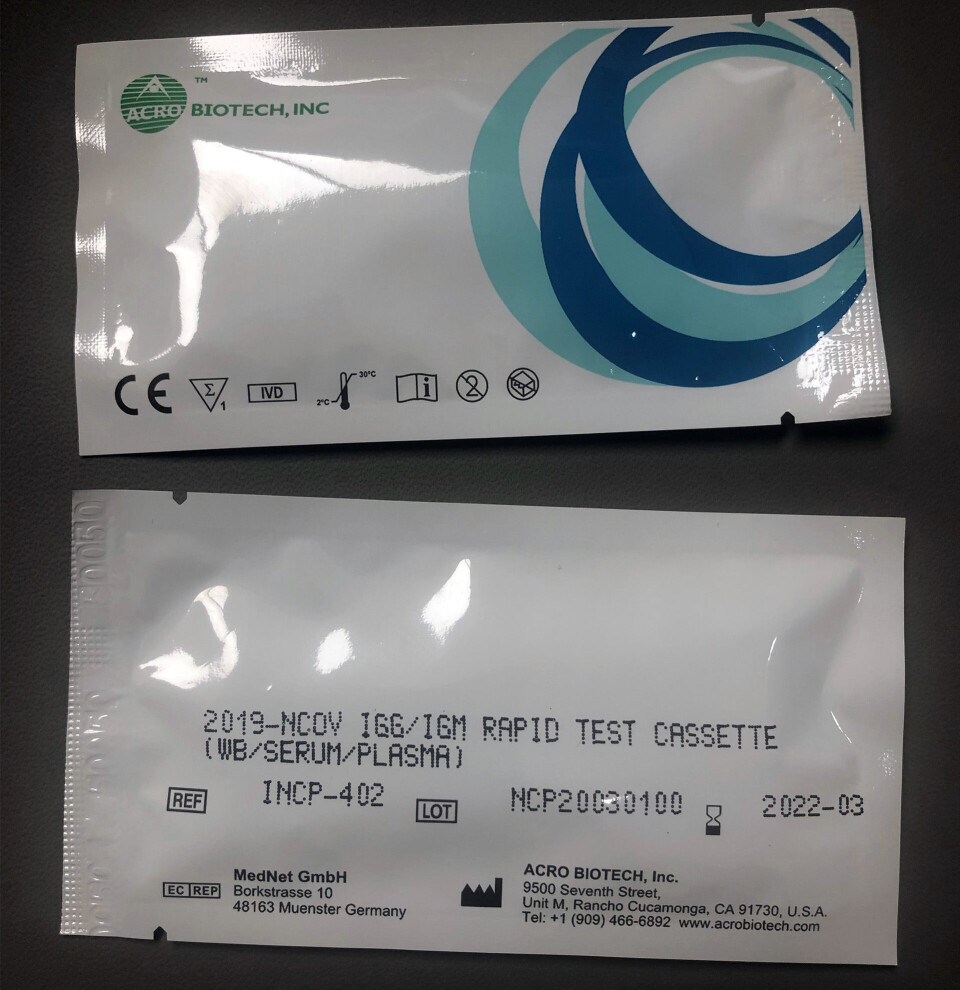 ACRO BIOTECH, INC ™
CE Σ 1 IVD 2°C 30°C i 2
2019-NCOV IGG/IGM RAPID TEST CASSETTE
(WB/SERUM/PLASMA)
REF INCP-402 LOT NCP20030100 2022-03
EC REP MedNet GmbH
Borkstrasse 10
48163 Muenster Germany
ACRO BIOTECH, Inc.
9500 Seventh Street,
Unit M, Rancho Cucamonga, CA 91730, U.S.A.
Tel: +1 (909) 466-6892 www.acrobiotech.com